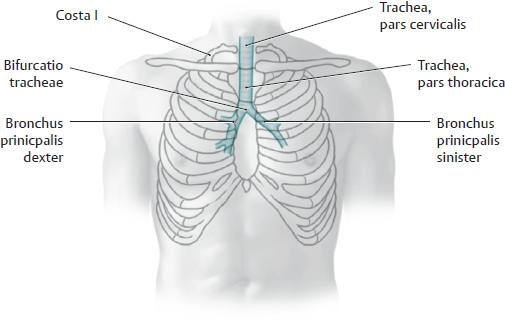 Costa I
Trachea,
pars cervicalis
Bifurcatio
tracheae
Trachea,
pars thoracica
Bronchus
prinicpalis
dexter
Bronchus
prinicpalis
sinister